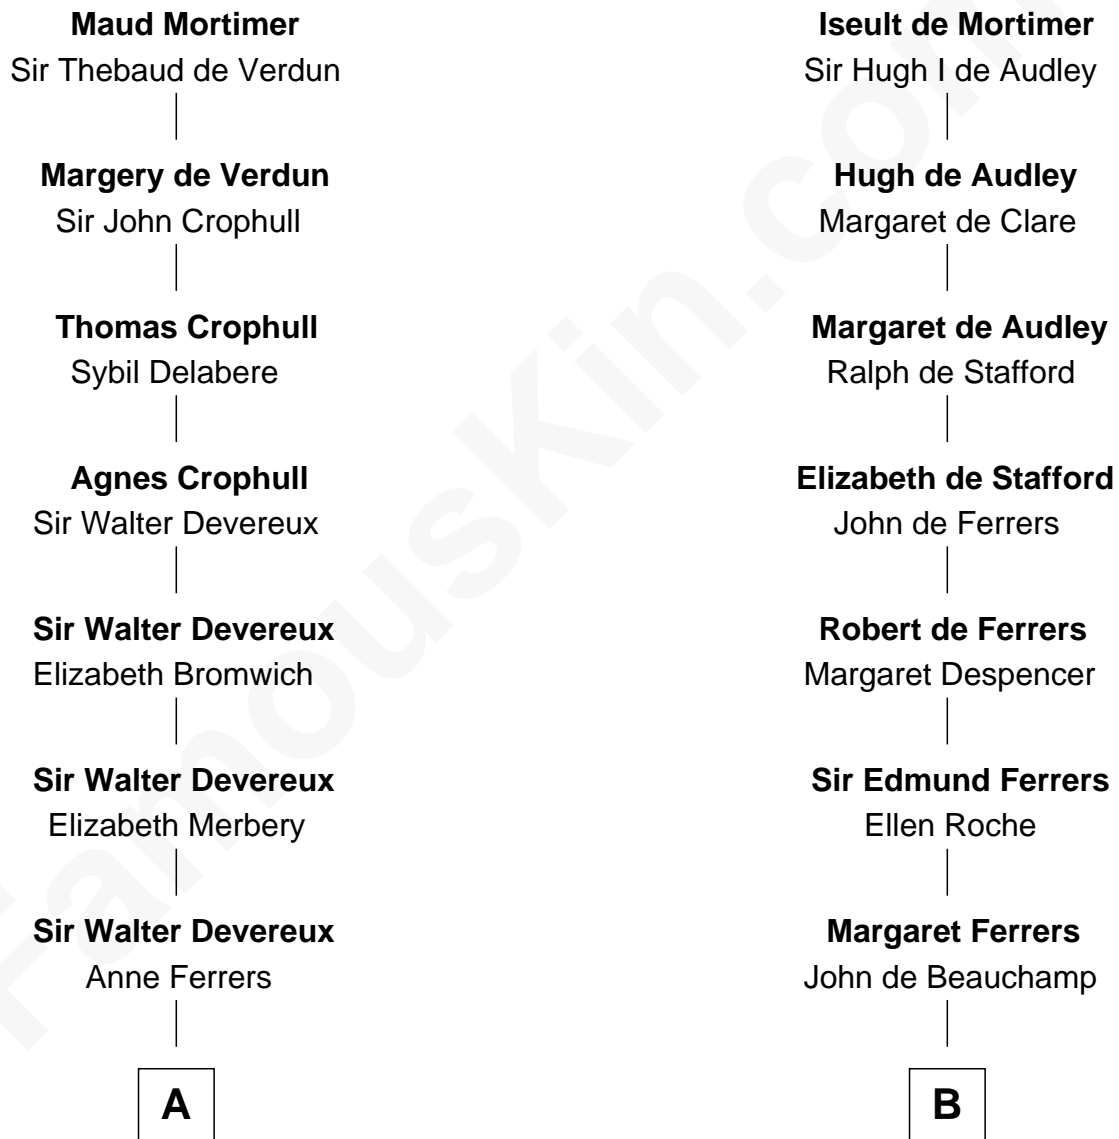 Maud Mortimer
Sir Thebaud de Verdun
Margery de Verdun
Sir John Crophull
Thomas Crophull
Sybil Delabere
Agnes Crophull
Sir Walter Devereux
Sir Walter Devereux
Elizabeth Bromwich
Sir Walter Devereux
Elizabeth Merbery
Sir Walter Devereux
Anne Ferrers
A
Iseult de Mortimer
Sir Hugh I de Audley
Hugh de Audley
Margaret de Clare
Margaret de Audley
Ralph de Stafford
Elizabeth de Stafford
John de Ferrers
Robert de Ferrers
Margaret Despencer
Sir Edmund Ferrers
Ellen Roche
Margaret Ferrers
John de Beauchamp
B
FamousKin.com